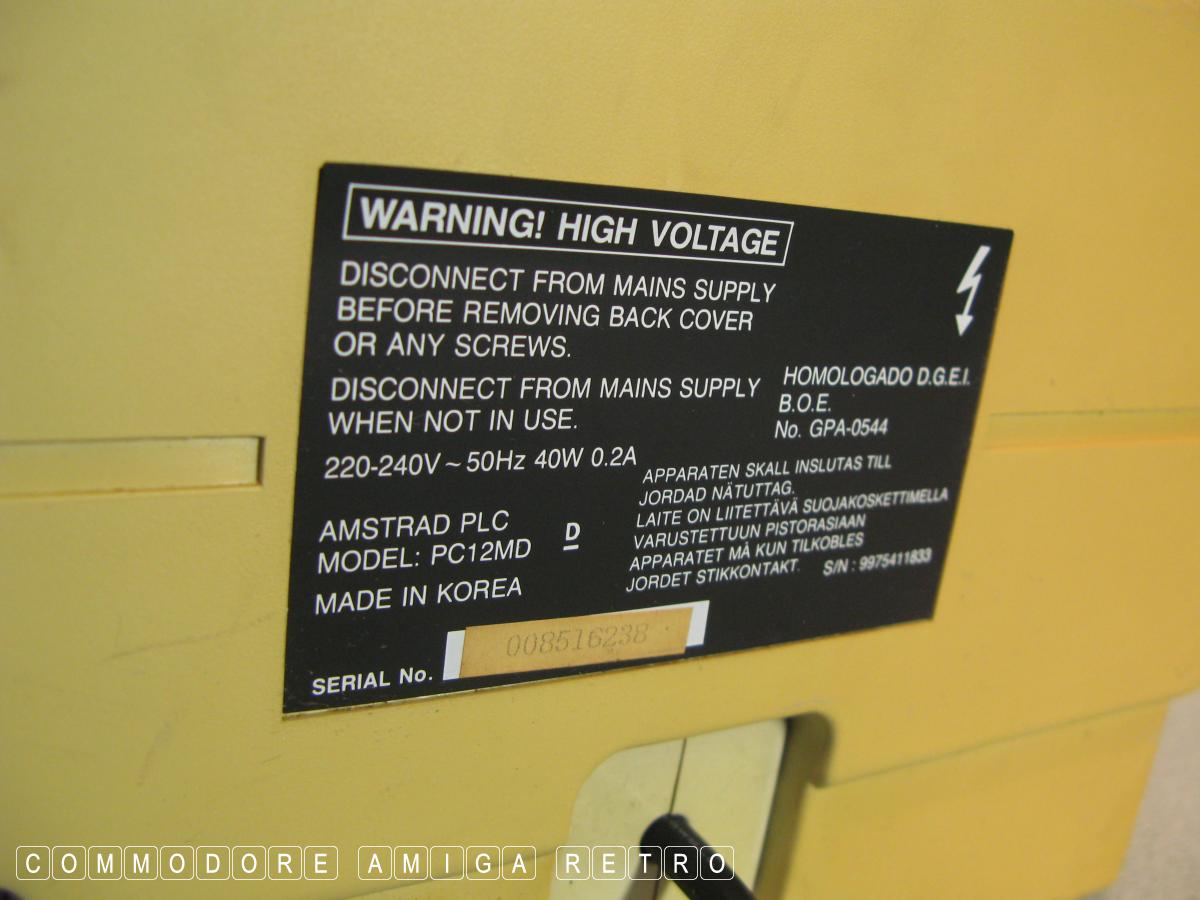 WARNING! HIGH VOLTAGE
DISCONNECT FROM MAINS SUPPLY
BEFORE REMOVING BACK COVER
OR ANY SCREWS.
DISCONNECT FROM MAINS SUPPLY
WHEN NOT IN USE.
220-240V ~ 50Hz 40W 0.2A
HOMOLOGADO D.G.E.I.
B.O.E.
No. GPA-0544
AMSTRAD PLC
MODEL: PC12MD
D
MADE IN KOREA
APPARATEN SKALL INSLUTAS TILL
JORDAD NÄTUTTAG.
LAITE ON LIITETTÄVÄ SUOJAKOSKETTIMELLA
VARUSTETTUUN PISTORASIAAN
APPARATET MÅ KUN TILKOBLES
JORDET STIKKONTAKT.
S/N : 9975411833
SERIAL No. 008516238
COMMODORE AMIGA RETRO